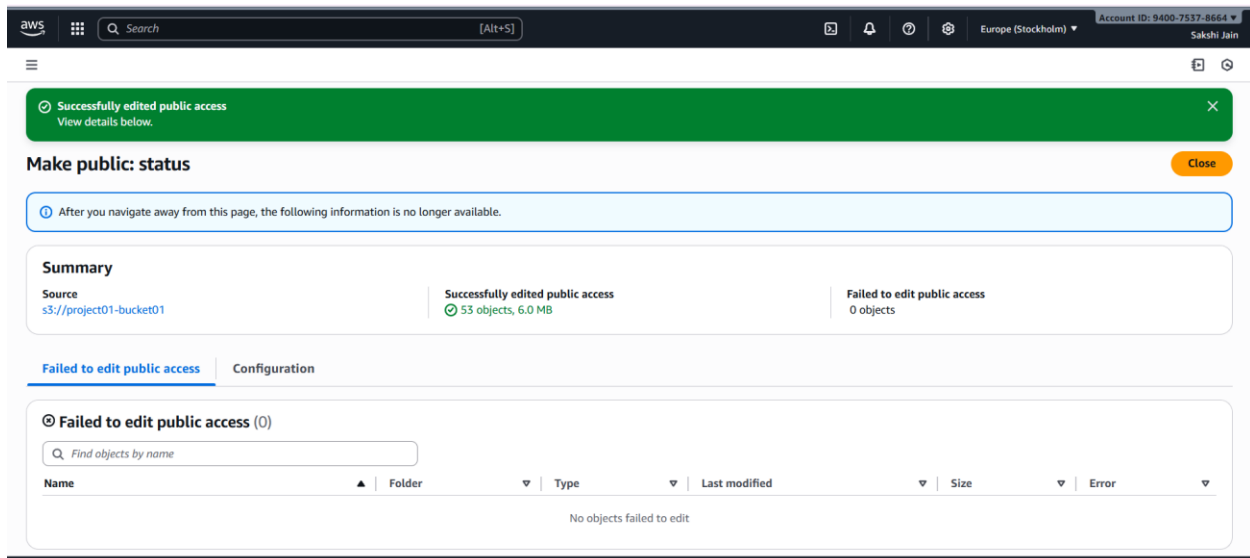 aws
Search
[Alt+S]
Europe (Stockholm)
Account ID: 9400-7537-8664
Sakshi Jain
Successfully edited public access
View details below.
Make public: status
Close
After you navigate away from this page, the following information is no longer available.
Summary
Source
s3://project01-bucket01
Successfully edited public access
53 objects, 6.0 MB
Failed to edit public access
0 objects
Failed to edit public access
Configuration
Failed to edit public access (0)
Find objects by name
Name Folder Type Last modified Size Error
No objects failed to edit